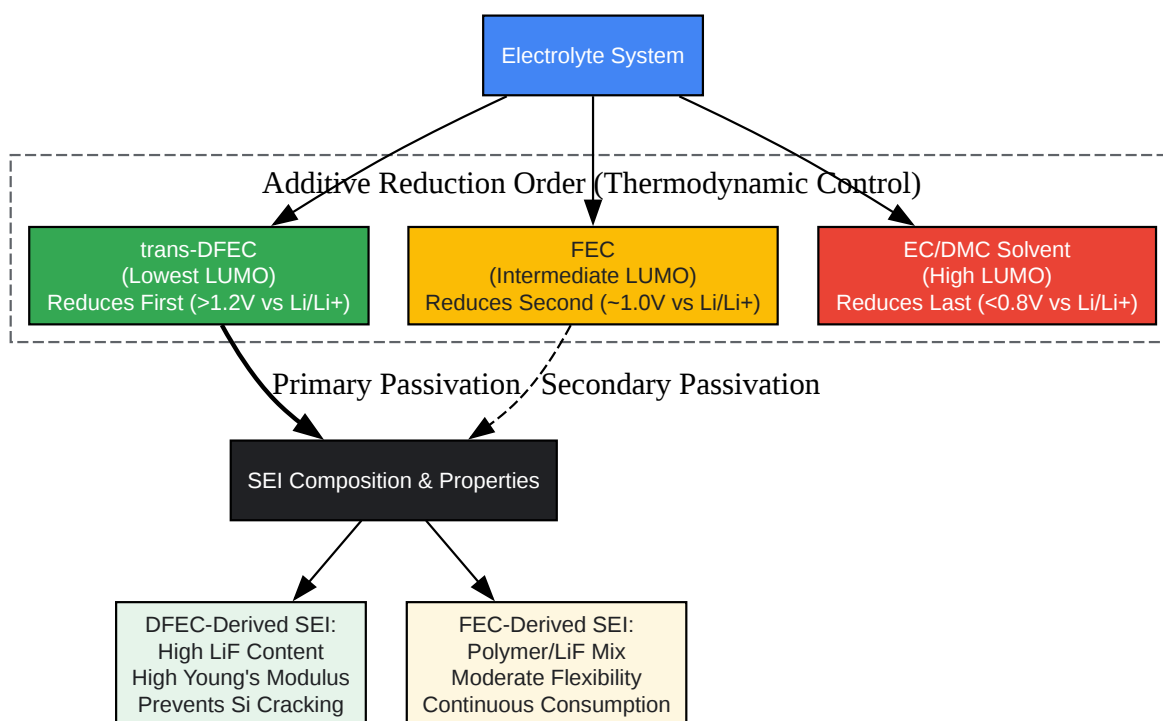 Electrolyte System
Additive Reduction Order (Thermodynamic Control)
trans-DFEC
(Lowest LUMO)
Reduces First (>1.2V vs Li/Li+)
FEC
(Intermediate LUMO)
Reduces Second (~1.0V vs Li/Li+)
EC/DMC Solvent
(High LUMO)
Reduces Last (<0.8V vs Li/Li+)
Primary Passivation
Secondary Passivation
SEI Composition & Properties
DFEC-Derived SEI:
High LiF Content
High Young's Modulus
Prevents Si Cracking
FEC-Derived SEI:
Polymer/LiF Mix
Moderate Flexibility
Continuous Consumption